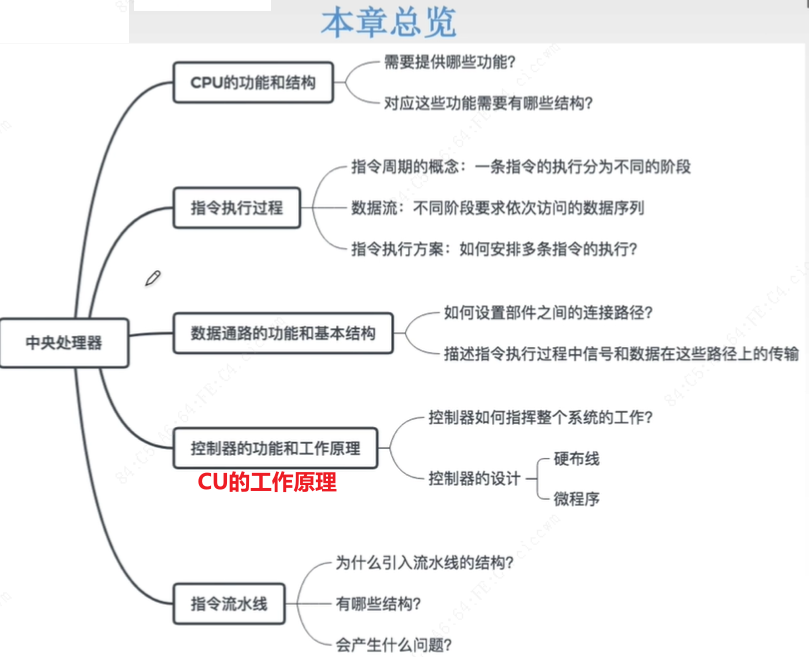 本章总览
CPU的功能和结构
需要提供哪些功能?
对应这些功能需要有哪些结构?
指令执行过程
指令周期的概念：一条指令的执行分为不同的阶段
数据流：不同阶段要求依次访问的数据序列
指令执行方案：如何安排多条指令的执行?
中央处理器
数据通路的功能和基本结构
如何设置部件之间的连接路径?
描述指令执行过程中信号和数据在这些路径上的传输
控制器的功能和工作原理
CU的工作原理
控制器如何指挥整个系统的工作?
控制器的设计
硬布线
微程序
指令流水线
为什么引入流水线的结构?
有哪些结构?
会产生什么问题?